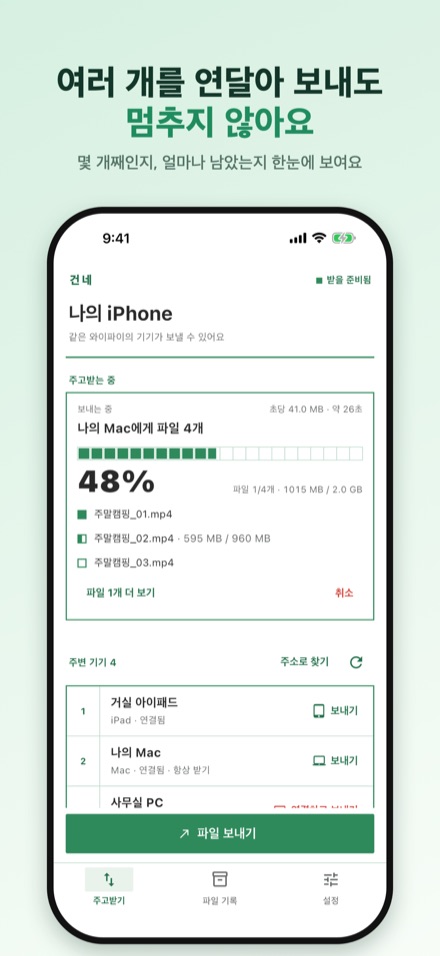 여러 개를 연달아 보내도
멈추지 않아요
몇 개째인지, 얼마나 남았는지 한눈에 보여요
9:41
건네
받을 준비됨
나의 iPhone
같은 와이파이의 기기가 보낼 수 있어요
주고받는 중
보내는 중
초당 41.0 MB · 약 26초
나의 Mac에게 파일 4개
48%
파일 1/4개 · 1015 MB / 2.0 GB
주말캠핑_01.mp4
주말캠핑_02.mp4 · 595 MB / 960 MB
주말캠핑_03.mp4
파일 1개 더 보기
취소
주변 기기 4
주소로 찾기
1
거실 아이패드
보내기
iPad · 연결됨
2
나의 Mac
보내기
Mac · 연결됨 · 항상 받기
사무실 PC
↗ 파일 보내기
주고받기
파일 기록
설정